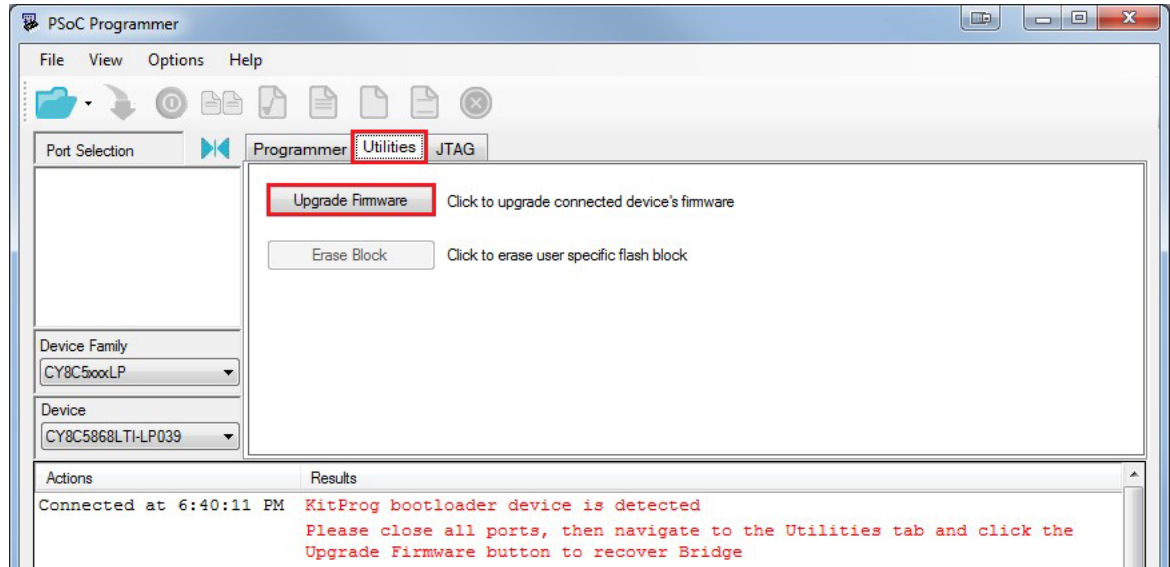 PSoC Programmer
File View Options Help
Port Selection
Programmer Utilities JTAG
Upgrade Firmware Click to upgrade connected device's firmware
Erase Block Click to erase user specific flash block
Device Family
CY8C5xxxLP
Device
CY8C5868LTI-LP039
Actions Results
Connected at 6:40:11 PM KitProg bootloader device is detected
Please close all ports, then navigate to the Utilities tab and click the
Upgrade Firmware button to recover Bridge